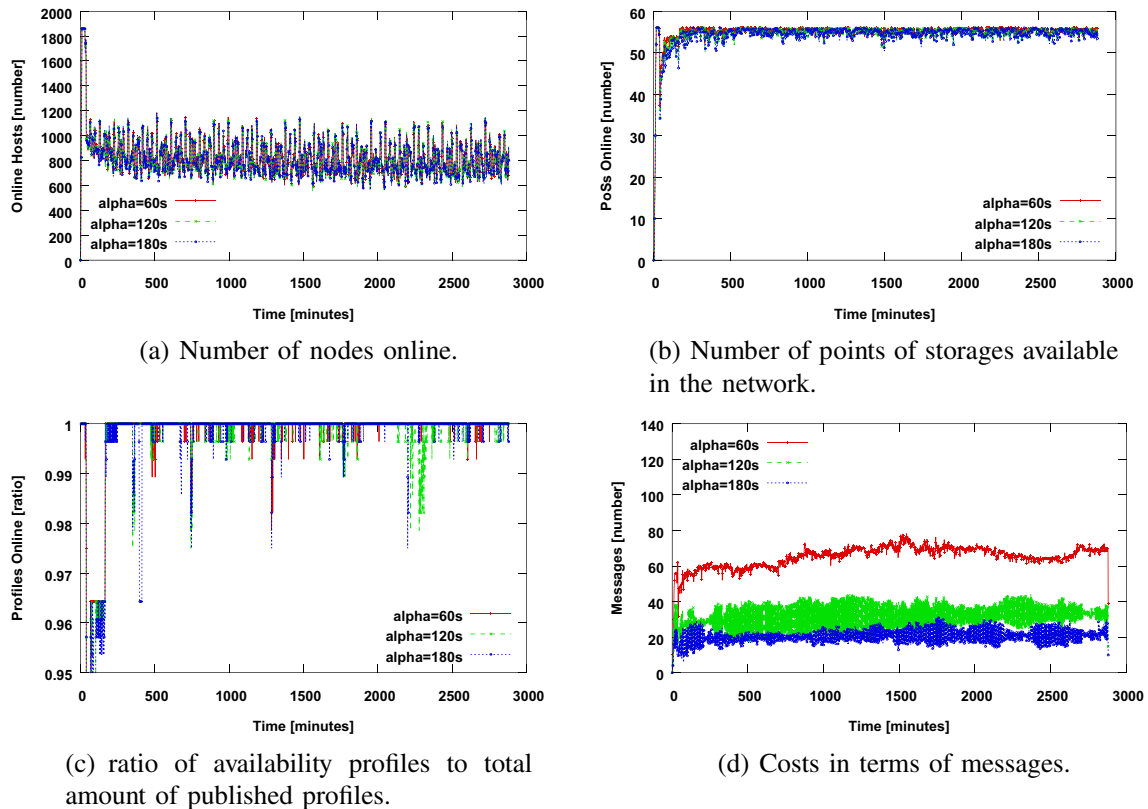 2000
1800
1600
1400
1200
1000
800
600
400
200
0
Online Hosts [number]
alpha=60s
alpha=120s
alpha=180s
0 500 1000 1500 2000 2500 3000
Time [minutes]
(a) Number of nodes online.
60
50
40
30
20
10
0
PoSs Online [number]
alpha=60s
alpha=120s
alpha=180s
0 500 1000 1500 2000 2500 3000
Time [minutes]
(b) Number of points of storages available
in the network.
1
0.99
0.98
0.97
0.96
0.95
Profiles Online [ratio]
alpha=60s
alpha=120s
alpha=180s
0 500 1000 1500 2000 2500 3000
Time [minutes]
(c) ratio of availability profiles to total
amount of published profiles.
140
120
100
80
60
40
20
0
Messages [number]
alpha=60s
alpha=120s
alpha=180s
0 500 1000 1500 2000 2500 3000
Time [minutes]
(d) Costs in terms of messages.